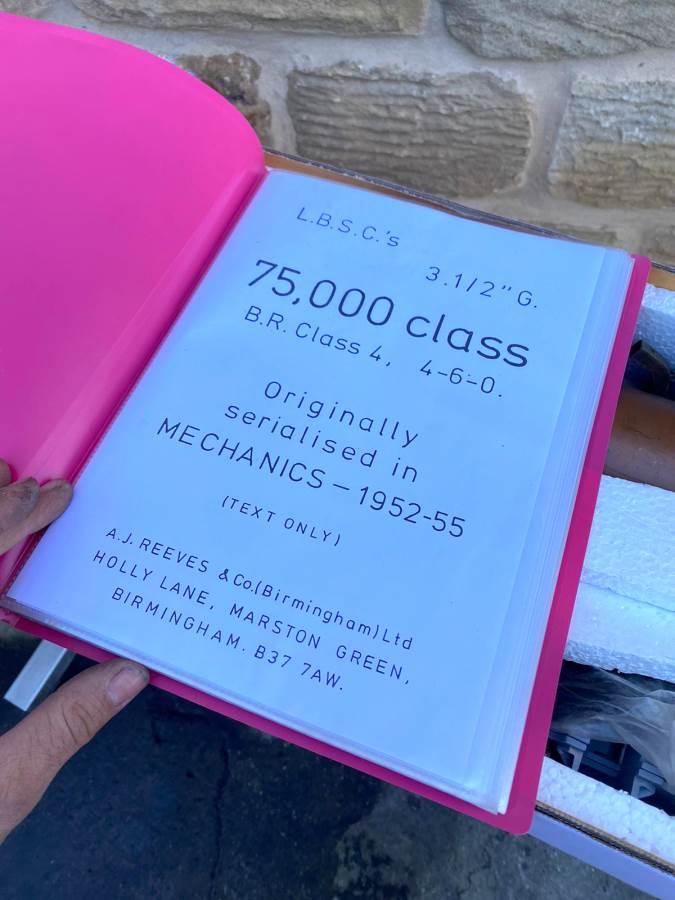 L.B.S.C.'s
3.1/2"G.
75,000 class
B.R. Class 4, 4-6-0.
Originally
serialised in
MECHANICS – 1952-55
(TEXT ONLY)
A.J. REEVES & Co.(Birmingham)Ltd
HOLLY LANE, MARSTON GREEN,
BIRMINGHAM. B37 7AW.